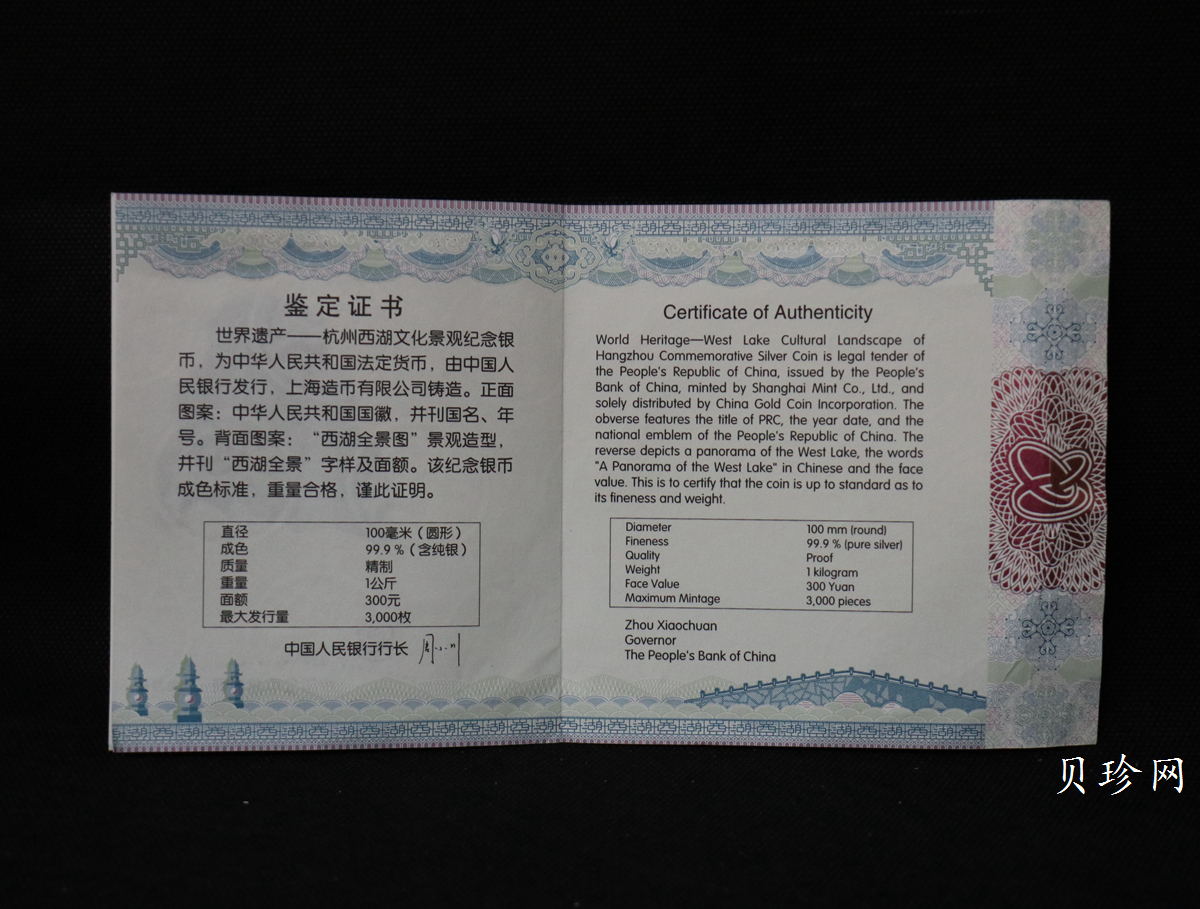 鉴定证书
世界遗产——杭州西湖文化景观纪念银
币，为中华人民共和国法定货币，由中国人
民银行发行，上海造币有限公司铸造。正面
图案：中华人民共和国国徽，并刊国名、年
号。背面图案：“西湖全景图”景观造型，
并刊“西湖全景”字样及面额。该纪念银币
成色标准，重量合格，谨此证明。
直径 100毫米（圆形）
成色 99.9％（含纯银）
质量 精制
重量 1公斤
面额 300元
最大发行量 3,000枚
中国人民银行行长
Certificate of Authenticity
World Heritage—West Lake Cultural Landscape of
Hangzhou Commemorative Silver Coin is legal tender of
the People's Republic of China, issued by the People's
Bank of China, minted by Shanghai Mint Co., Ltd., and
solely distributed by China Gold Coin Incorporation. The
obverse features the title of PRC, the year date, and the
national emblem of the People's Republic of China. The
reverse depicts a panorama of the West Lake, the words
"A Panorama of the West Lake" in Chinese and the face
value. This is to certify that the coin is up to standard as to
its fineness and weight.
Diameter 100 mm (round)
Fineness 99.9 % (pure silver)
Quality Proof
Weight 1 kilogram
Face Value 300 Yuan
Maximum Mintage 3,000 pieces
Zhou Xiaochuan
Governor
The People's Bank of China
贝珍网